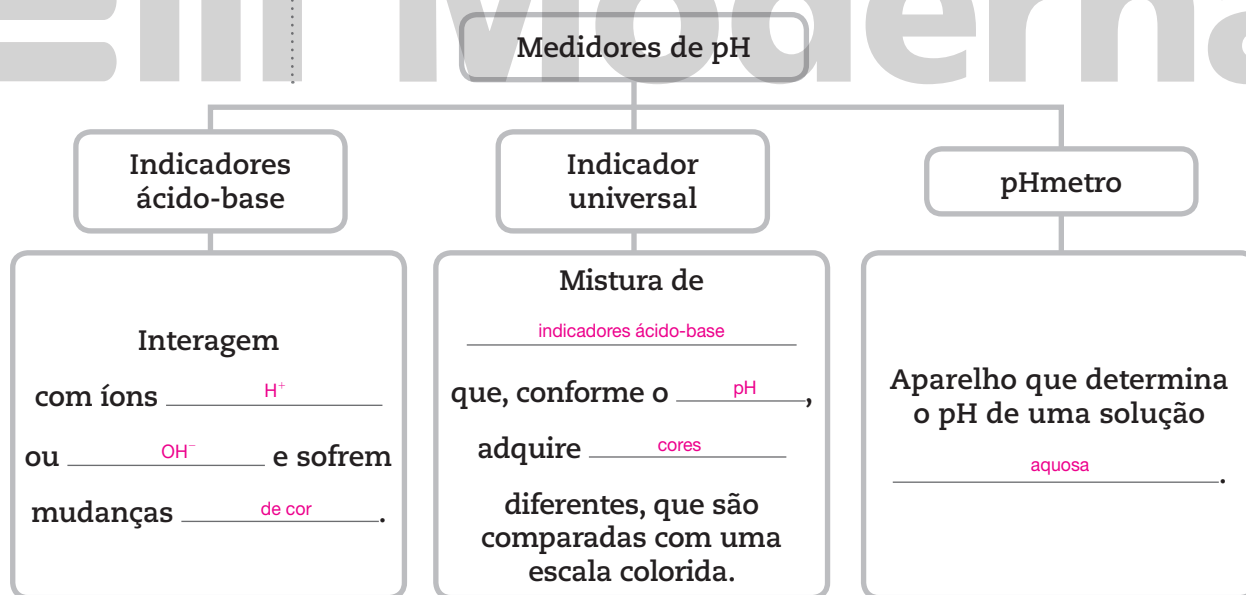 Moderna
Medidores de pH
Indicadores
ácido-base
Interagem
com íons H⁺
ou OH⁻ e sofrem
mudanças de cor.
Indicador
universal
Mistura de
indicadores ácido-base
que, conforme o pH,
adquire cores
diferentes, que são
comparadas com uma
escala colorida.
pHmetro
Aparelho que determina
o pH de uma solução
aquosa.